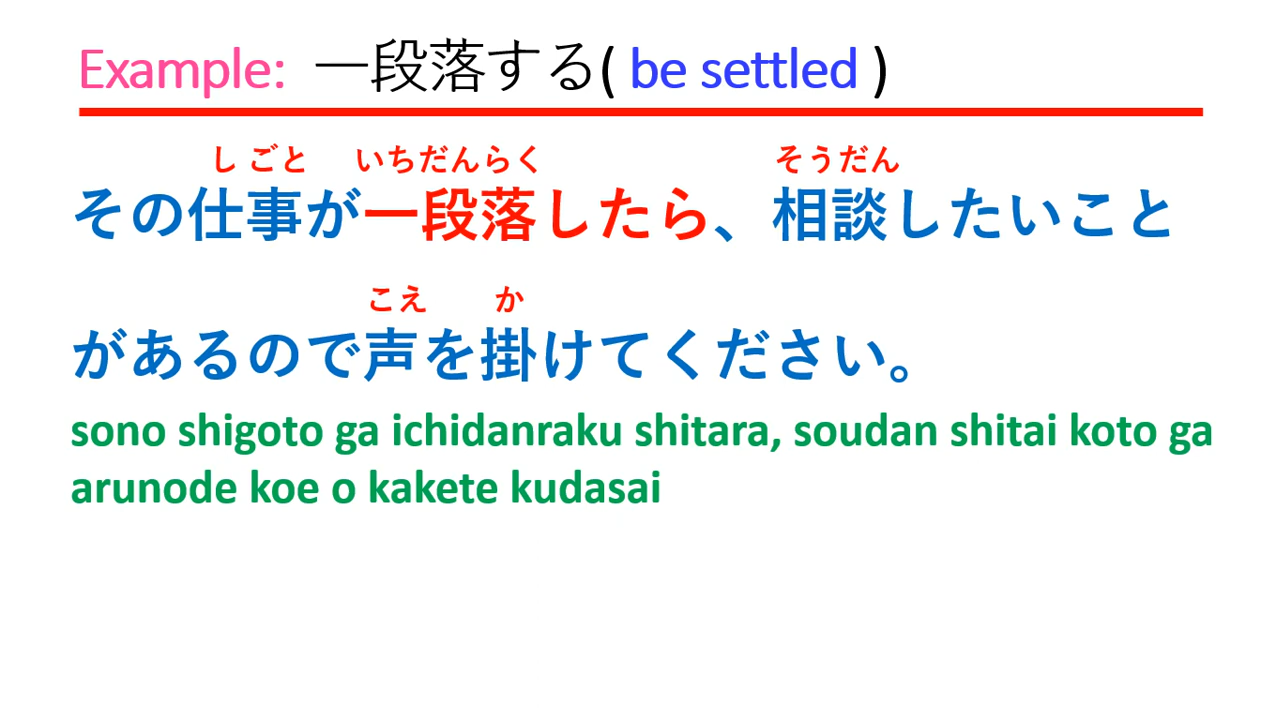 Example: 一段落する( be settled )
しごと いちだんらく そうだん
その仕事が一段落したら、相談したいこと
こえ か
があるので声を掛けてください。
sono shigoto ga ichidanraku shitara, soudan shitai koto ga
arunode koe o kakete kudasai